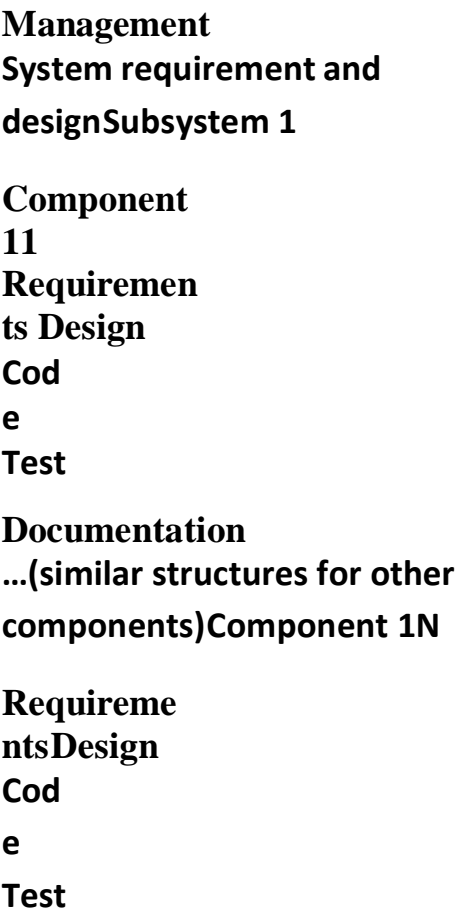 Management
System requirement and
designSubsystem 1
Component
11
Requiremen
ts Design
Cod
e
Test
Documentation
…(similar structures for other
components)Component 1N
Requireme
ntsDesign
Cod
e
Test